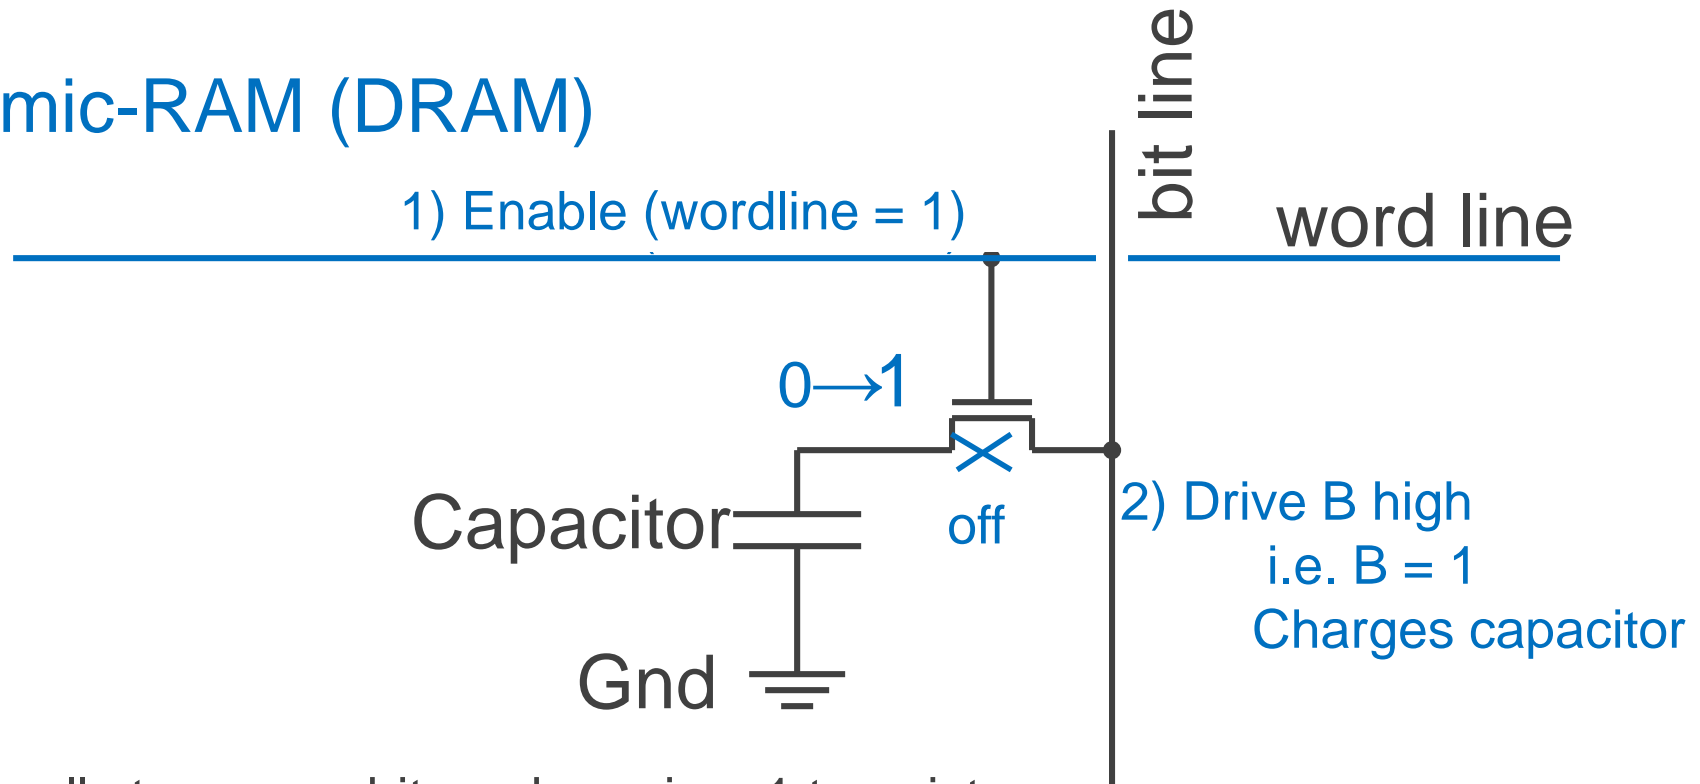 mic-RAM (DRAM)
bit line
1) Enable (wordline = 1)
word line
0→1
Capacitor
off
2) Drive B high
i.e. B = 1
Charges capacitor
Gnd